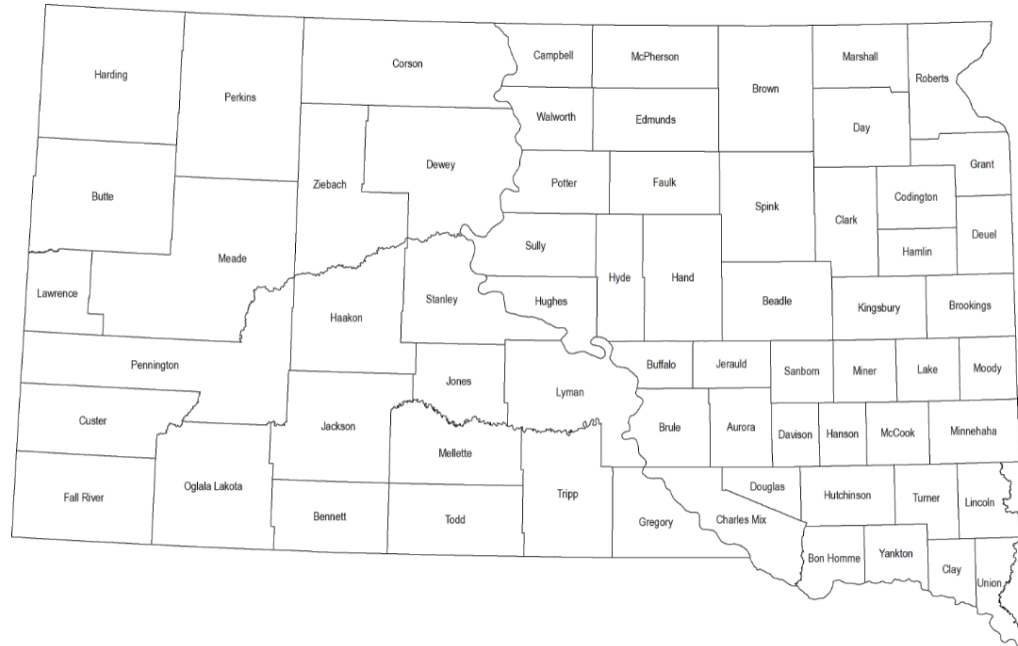 Harding
Perkins
Corson
Campbell
McPherson
Brown
Marshall
Roberts
Walworth
Edmunds
Day
Dewey
Ziebach
Butte
Potter
Faulk
Grant
Codington
Spink
Clark
Deuel
Meade
Sully
Hamlin
Hyde
Hand
Lawrence
Stanley
Hughes
Beadle
Kingsbury
Brookings
Haakon
Pennington
Buffalo
Jerauld
Sanborn
Miner
Lake
Moody
Jones
Lyman
Custer
Jackson
Brule
Aurora
Davison
Hanson
McCook
Minnehaha
Mellette
Fall River
Oglala Lakota
Douglas
Hutchinson
Turner
Lincoln
Tripp
Bennett
Todd
Gregory
Charles Mix
Bon Homme
Yankton
Clay
Union